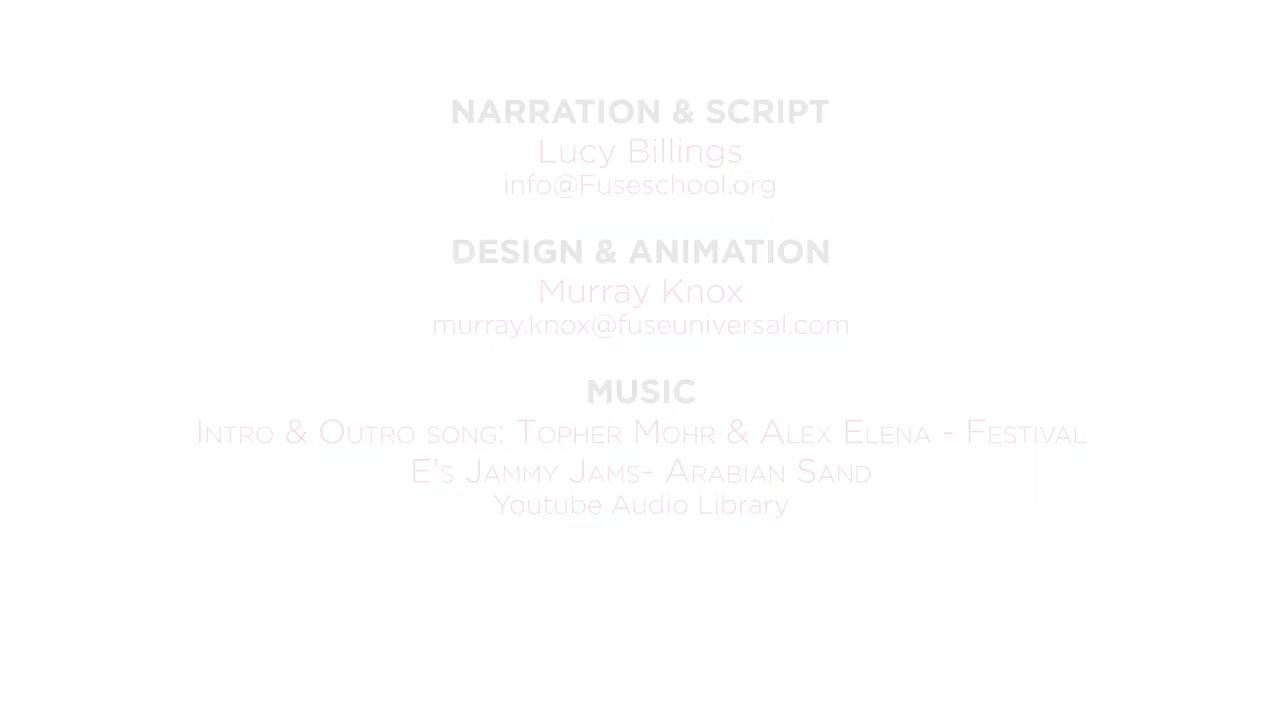 NARRATION & SCRIPT
Lucy Billings
info@Fuseschool.org
DESIGN & ANIMATION
Murray Knox
murray.knox@fuseuniversal.com
MUSIC
Intro & Outro song: Topher Mohr & Alex Elena - Festival
E's Jammy Jams- Arabian Sand
Youtube Audio Library